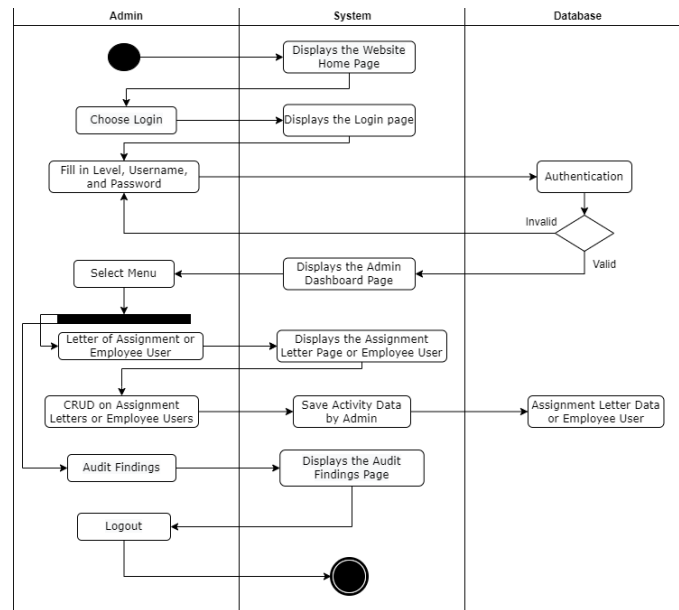 Admin
System
Database
Displays the Website
Home Page
Choose Login
Displays the Login page
Fill in Level, Username,
and Password
Authentication
Invalid
Valid
Displays the Admin
Dashboard Page
Select Menu
Letter of Assignment or
Employee User
Displays the Assignment
Letter Page or Employee User
CRUD on Assignment
Letters or Employee Users
Save Activity Data
by Admin
Assignment Letter Data
or Employee User
Audit Findings
Displays the Audit
Findings Page
Logout